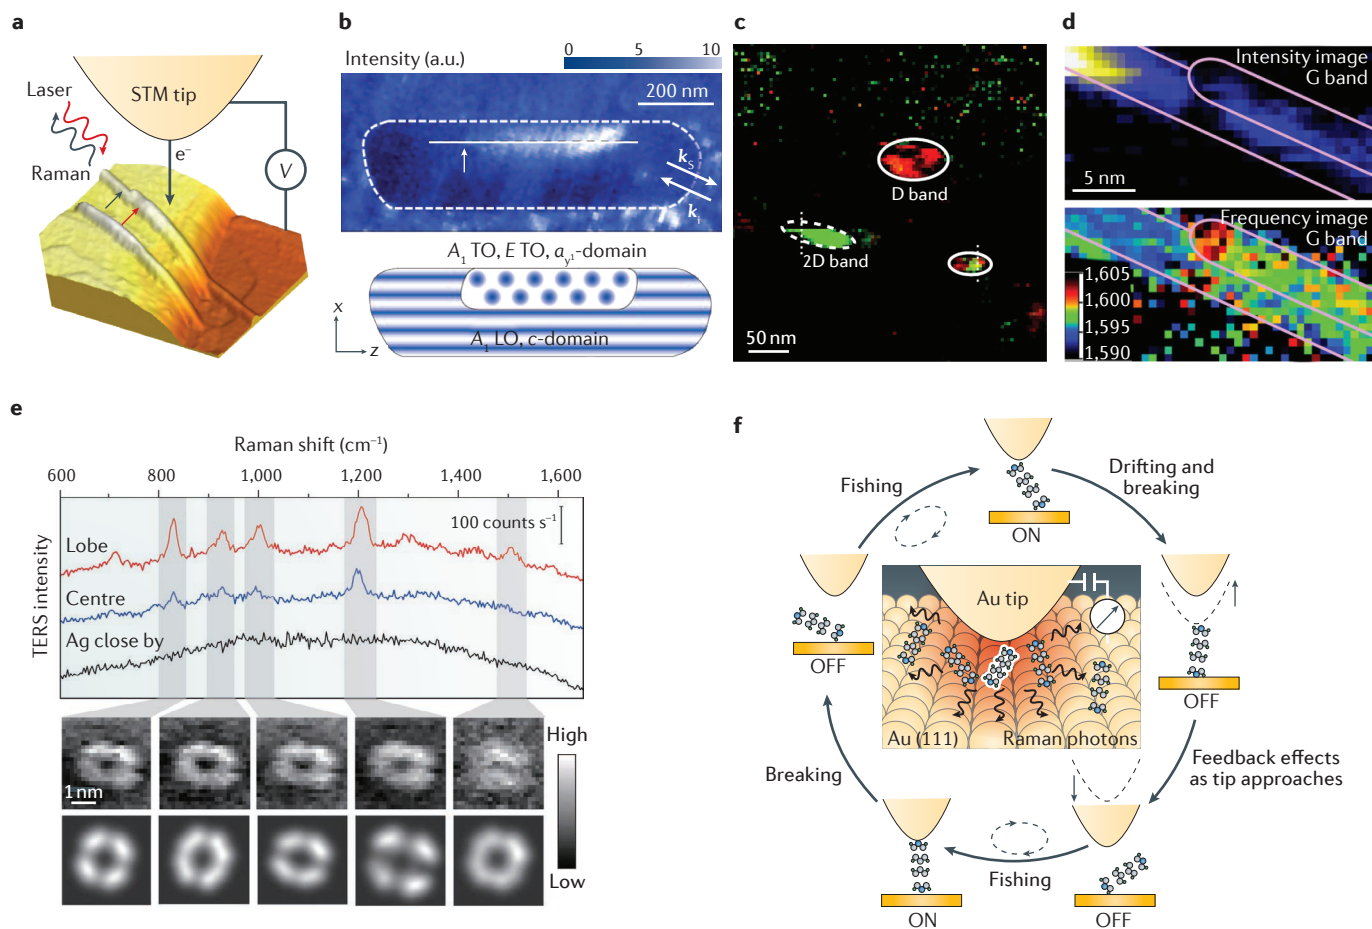 a
STM tip
Laser
Raman
e⁻
V
b
Intensity (a.u.)
0 5 10
200 nm
kS
ki
A1 TO, E TO, ay1-domain
x
z
A1 LO, c-domain
c
D band
2D band
50 nm
d
Intensity image
G band
5 nm
Frequency image
G band
1,605
1,600
1,595
1,590
e
Raman shift (cm⁻¹)
600 800 1,000 1,200 1,400 1,600
TERS intensity
100 counts s⁻¹
Lobe
Centre
Ag close by
1 nm
High
Low
f
Fishing
ON
Drifting and
breaking
OFF
Au tip
Au (111)
Raman photons
OFF
Feedback effects
as tip approaches
Breaking
Fishing
ON
OFF